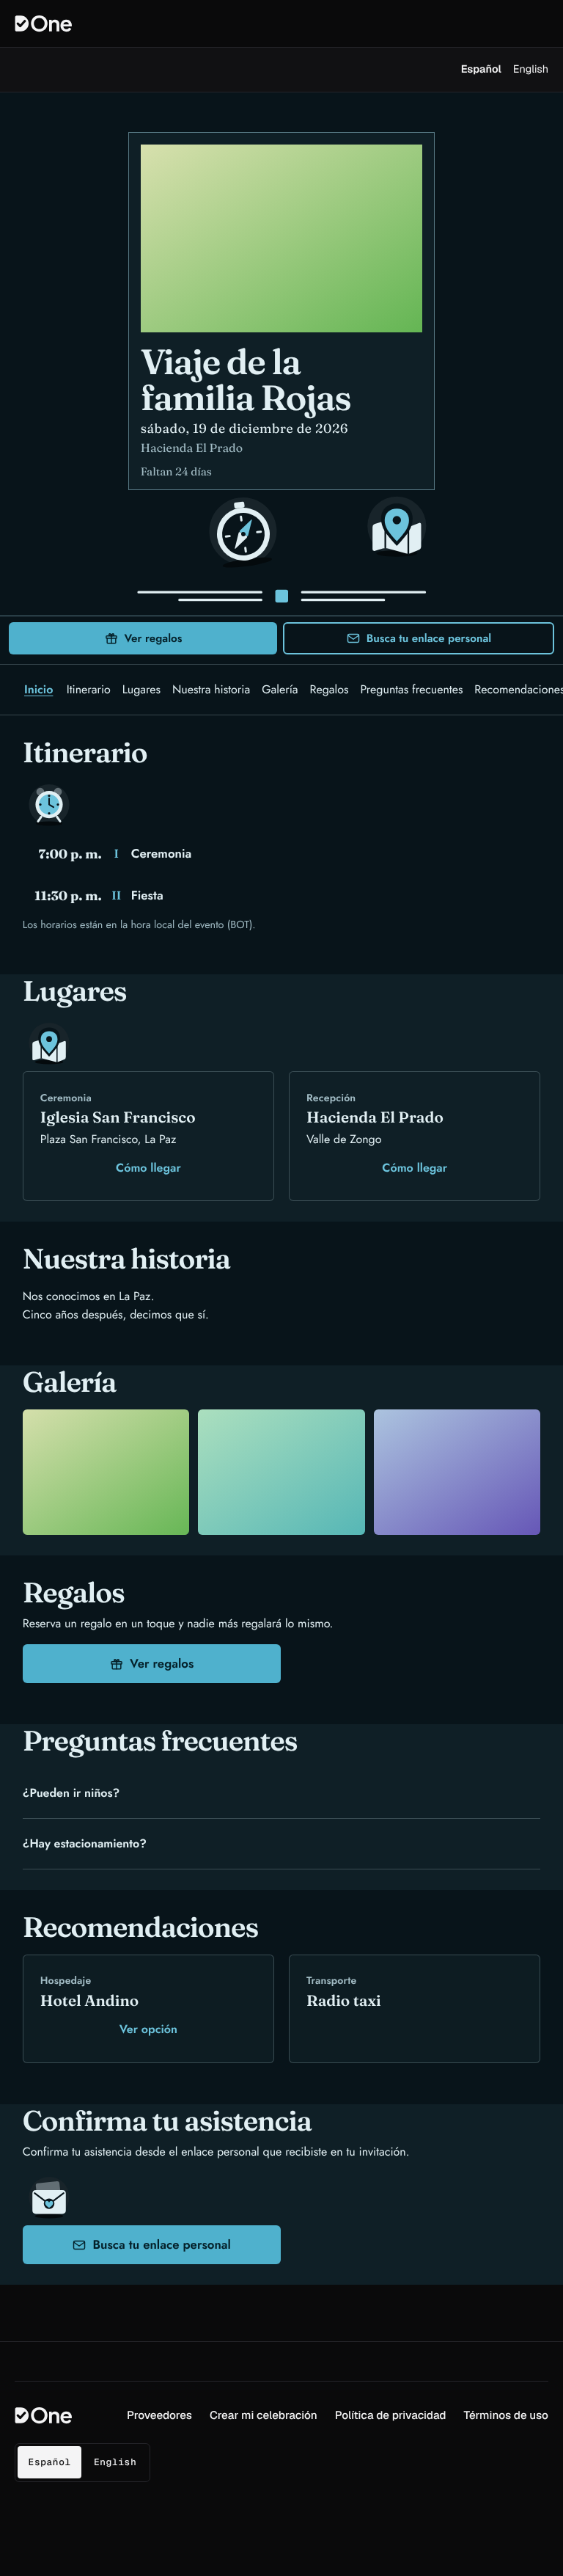 DOne
Español English
Viaje de la
familia Rojas
sábado, 19 de diciembre de 2026
Hacienda El Prado
Faltan 24 días
Ver regalos
Busca tu enlace personal
Inicio Itinerario Lugares Nuestra historia Galería Regalos Preguntas frecuentes Recomendaciones
Itinerario
7:00 p. m. I Ceremonia
11:30 p. m. II Fiesta
Los horarios están en la hora local del evento (BOT).
Lugares
Ceremonia
Iglesia San Francisco
Plaza San Francisco, La Paz
Cómo llegar
Recepción
Hacienda El Prado
Valle de Zongo
Cómo llegar
Nuestra historia
Nos conocimos en La Paz.
Cinco años después, decimos que sí.
Galería
Regalos
Reserva un regalo en un toque y nadie más regalará lo mismo.
Ver regalos
Preguntas frecuentes
¿Pueden ir niños?
¿Hay estacionamiento?
Recomendaciones
Hospedaje
Hotel Andino
Ver opción
Transporte
Radio taxi
Confirma tu asistencia
Confirma tu asistencia desde el enlace personal que recibiste en tu invitación.
Busca tu enlace personal
DOne
Proveedores Crear mi celebración Política de privacidad Términos de uso
Español English